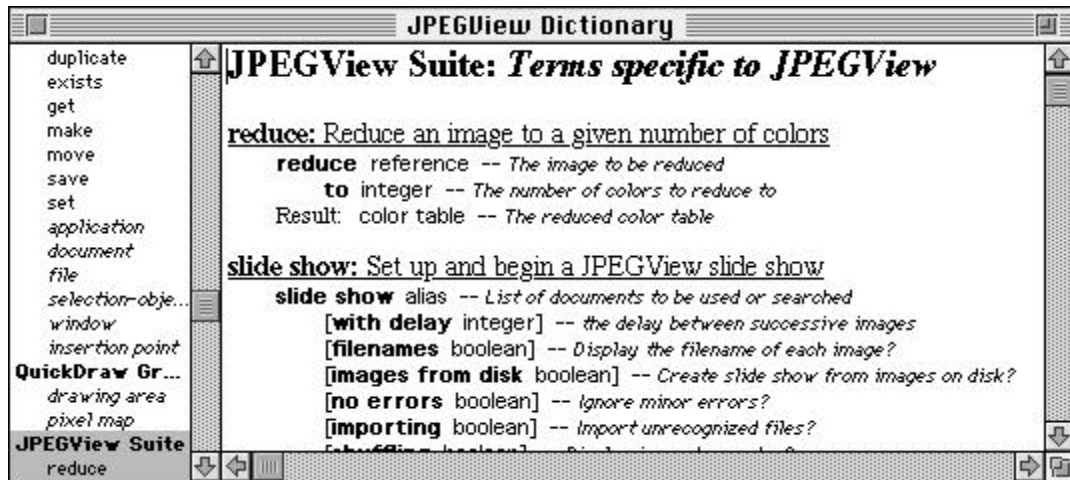 JPEGView Dictionary
duplicate
exists
get
make
move
save
set
application
document
file
selection-obje...
window
insertion point
QuickDraw Gr...
drawing area
pixel map
JPEGView Suite
reduce
JPEGView Suite: Terms specific to JPEGView
reduce: Reduce an image to a given number of colors
reduce reference -- The image to be reduced
to integer -- The number of colors to reduce to
Result: color table -- The reduced color table
slide show: Set up and begin a JPEGView slide show
slide show alias -- List of documents to be used or searched
[with delay integer] -- the delay between successive images
[filenames boolean] -- Display the filename of each image?
[images from disk boolean] -- Create slide show from images on disk?
[no errors boolean] -- Ignore minor errors?
[importing boolean] -- Import unrecognized files?